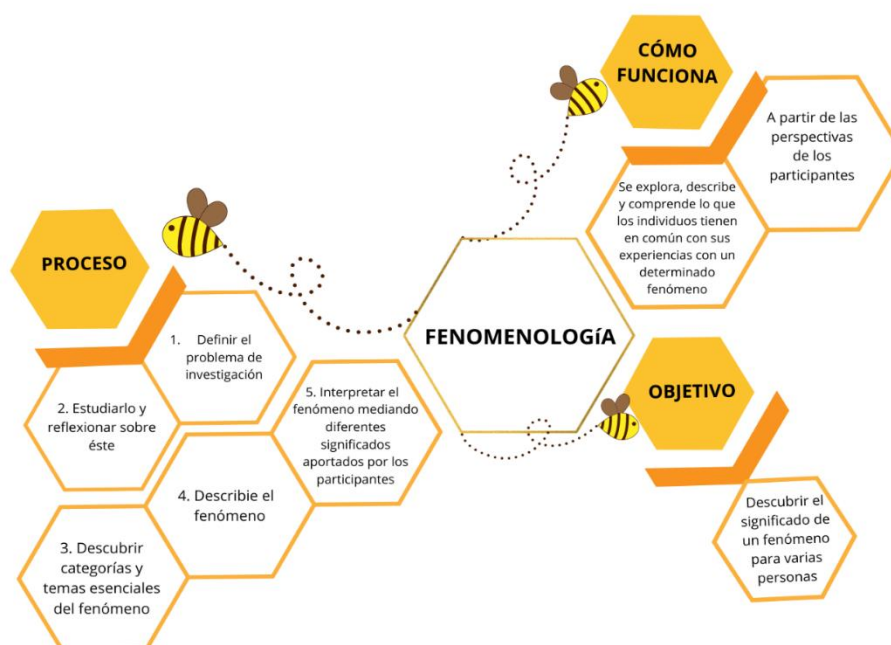 CÓMO
FUNCIONA
A partir de las
perspectivas
de los
participantes
Se explora, describe
y comprende lo que
los individuos tienen
en común con sus
experiencias con un
determinado
fenómeno
PROCESO
1. Definir el
problema de
investigación
2. Estudiarlo y
reflexionar sobre
éste
3. Descubrir
categorías y
temas esenciales
del fenómeno
4. Describie el
fenómeno
5. Interpretar el
fenómeno mediando
diferentes
significados
aportados por los
participantes
FENOMENOLOGíA
OBJETIVO
Descubrir el
significado de
un fenómeno
para varias
personas